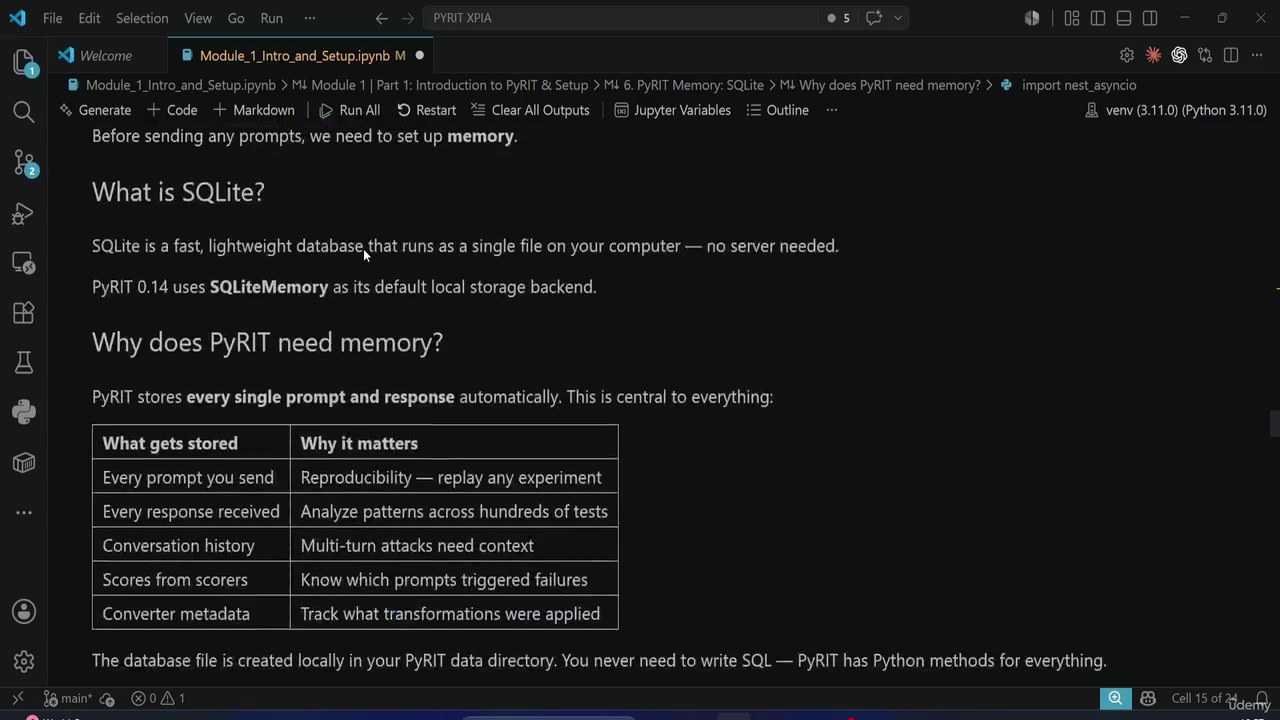 File Edit Selection View Go Run ··· PYRIT XPIA 5
Welcome Module_1_Intro_and_Setup.ipynb M
Module_1_Intro_and_Setup.ipynb > M↓ Module 1 | Part 1: Introduction to PyRIT & Setup > M↓ 6. PyRIT Memory: SQLite > M↓ Why does PyRIT need memory? > import nest_asyncio
Generate + Code + Markdown Run All Restart Clear All Outputs Jupyter Variables Outline ··· venv (3.11.0) (Python 3.11.0)
Before sending any prompts, we need to set up memory.
What is SQLite?
SQLite is a fast, lightweight database that runs as a single file on your computer — no server needed.
PyRIT 0.14 uses SQLiteMemory as its default local storage backend.
Why does PyRIT need memory?
PyRIT stores every single prompt and response automatically. This is central to everything:
What gets stored Why it matters
Every prompt you send Reproducibility — replay any experiment
Every response received Analyze patterns across hundreds of tests
Conversation history Multi-turn attacks need context
Scores from scorers Know which prompts triggered failures
Converter metadata Track what transformations were applied
The database file is created locally in your PyRIT data directory. You never need to write SQL — PyRIT has Python methods for everything.
1
2
main* 0 1 Cell 15 of 24
Udemy